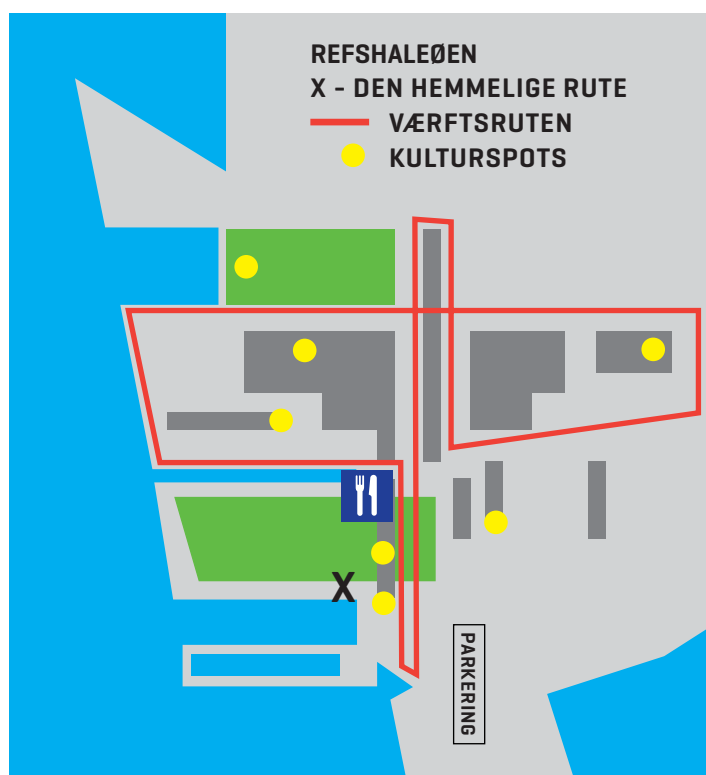 REFSHALEØEN
X - DEN HEMMELIGE RUTE
VÆRFTSRUTEN
KULTURSPOTS
X
PARKERING